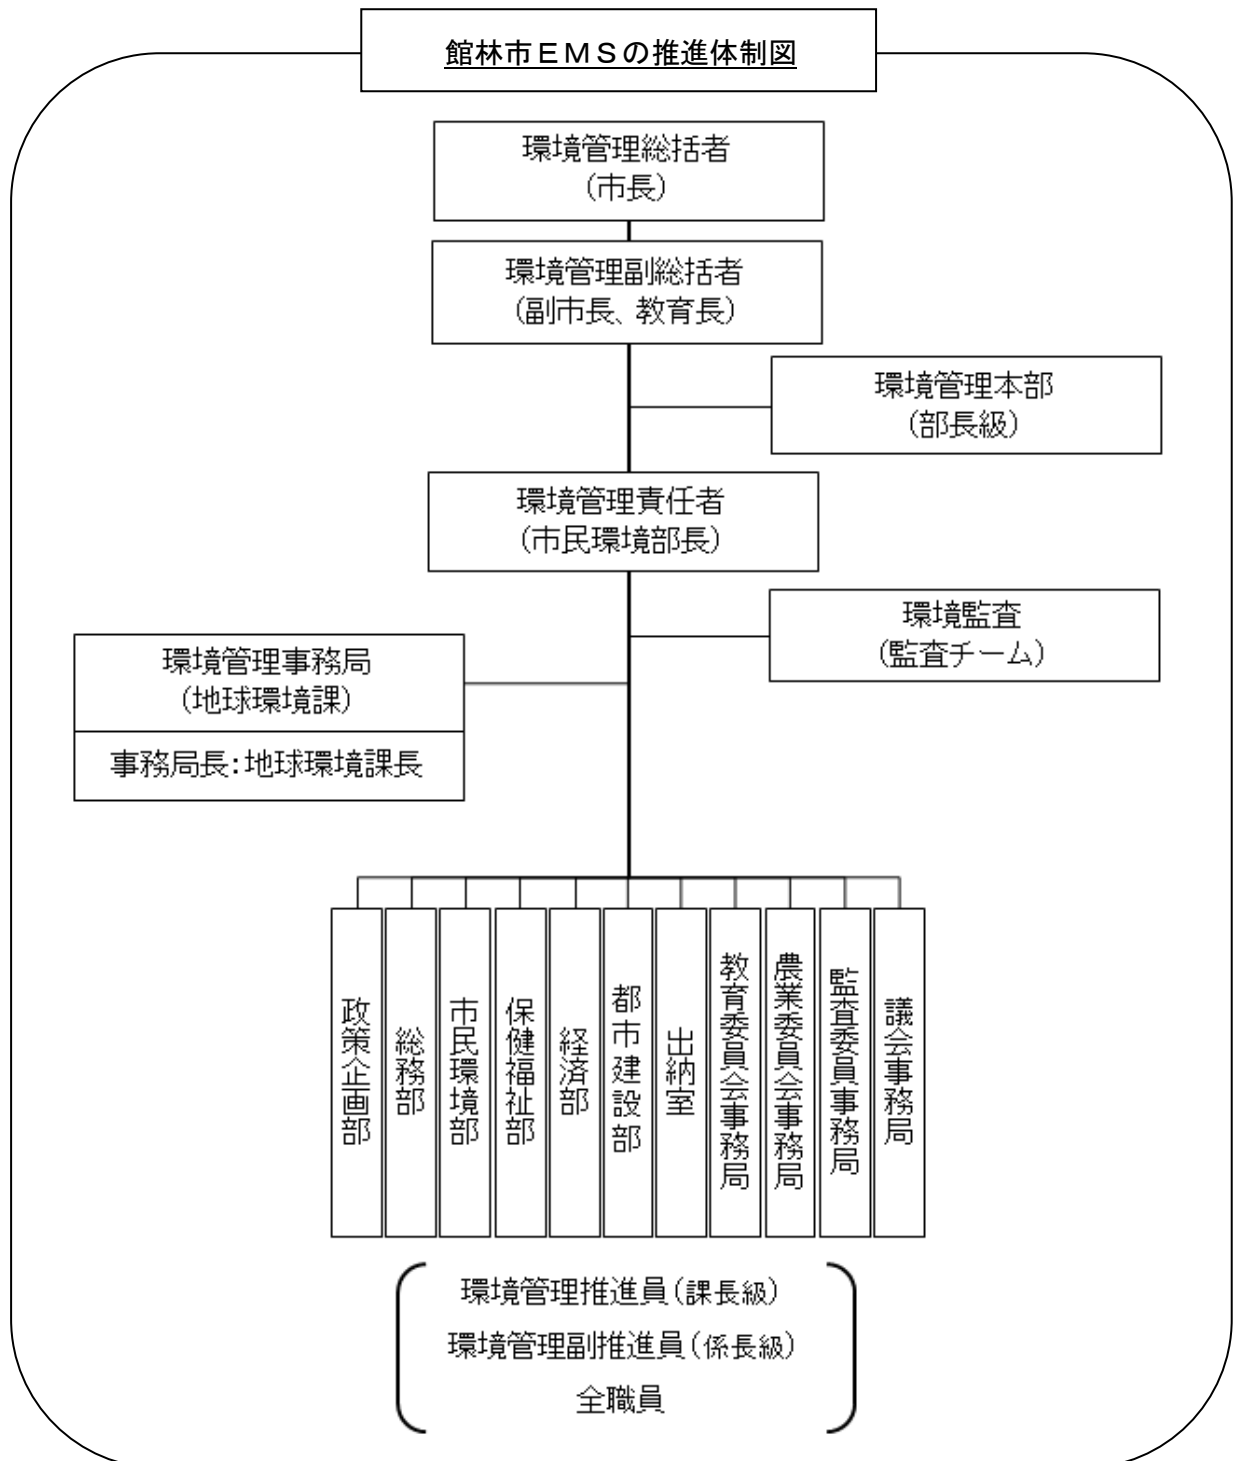 館林市ＥＭＳの推進体制図
環境管理総括者
(市長)
環境管理副総括者
(副市長、教育長)
環境管理本部
(部長級)
環境管理責任者
(市民環境部長)
環境監査
(監査チーム)
環境管理事務局
(地球環境課)
事務局長:地球環境課長
政策企画部
総務部
市民環境部
保健福祉部
経済部
都市建設部
出納室
教育委員会事務局
農業委員会事務局
監査委員事務局
議会事務局
環境管理推進員(課長級)
環境管理副推進員(係長級)
全職員